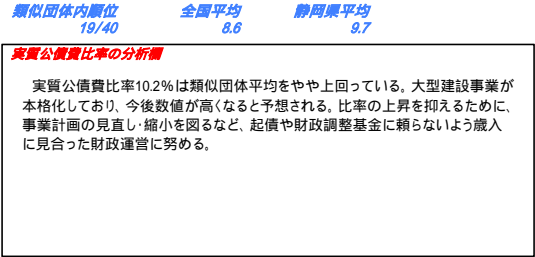 類似団体内順位 全国平均 静岡県平均
19/40 8.6 9.7
実質公債費比率の分析欄
実質公債費比率10.2%は類似団体平均をやや上回っている。大型建設事業が
本格化しており、今後数値が高くなると予想される。比率の上昇を抑えるために、
事業計画の見直し・縮小を図るなど、起債や財政調整基金に頼らないよう歳入
に見合った財政運営に努める。